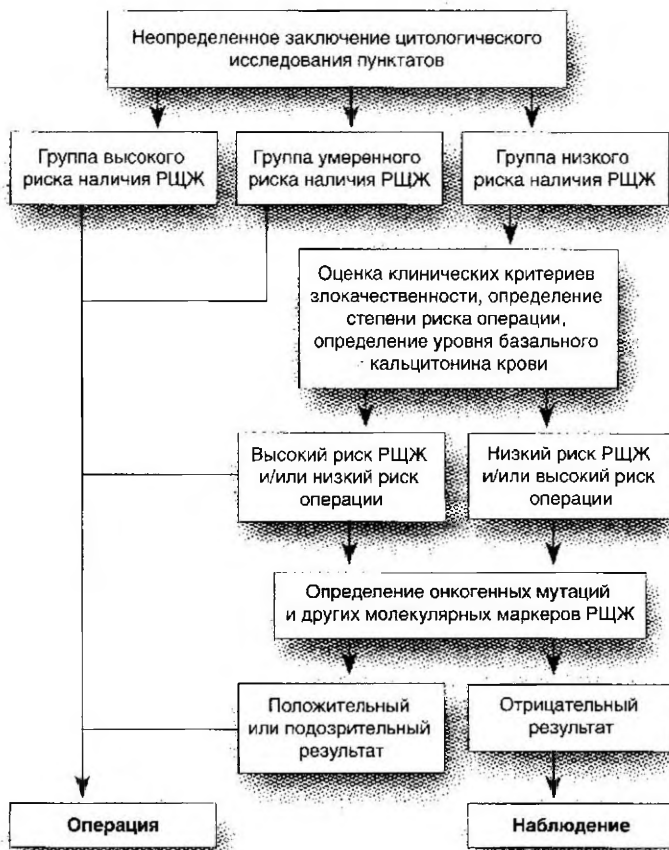 Неопределенное заключение цитологического
исследования пунктатов
Группа высокого
риска наличия РЩЖ
Группа умеренного
риска наличия РЩЖ
Группа низкого
риска наличия РЩЖ
Оценка клинических критериев
злокачественности, определение
степени риска операции,
определение уровня базального
кальцитонина крови
Высокий риск РЩЖ
и/или низкий риск
операции
Низкий риск РЩЖ
и/или высокий риск
операции
Определение онкогенных мутаций
и других молекулярных маркеров РЩЖ
Положительный
или подозрительный
результат
Отрицательный
результат
Операция
Наблюдение